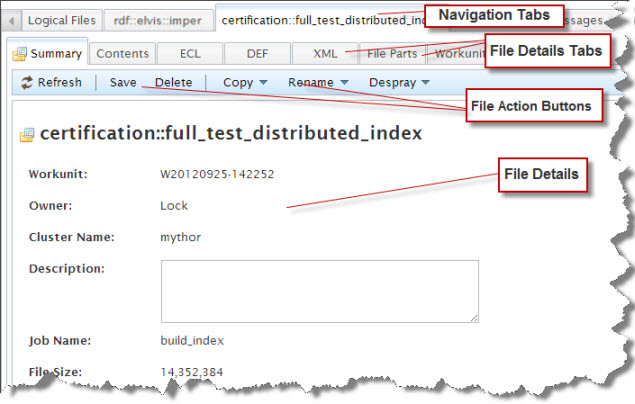 Logical Files rdf::elvis::imper certification::full_test_distributed_ind Navigation Tabs
Summary Contents ECL DEF XML File Parts Workuni File Details Tabs
Refresh Save Delete Copy Rename Despray
File Action Buttons
certification::full_test_distributed_index
Workunit: W20120925-142252
File Details
Owner: Lock
Cluster Name: mythor
Description:
Job Name: build_index
File Size: 14,352,384